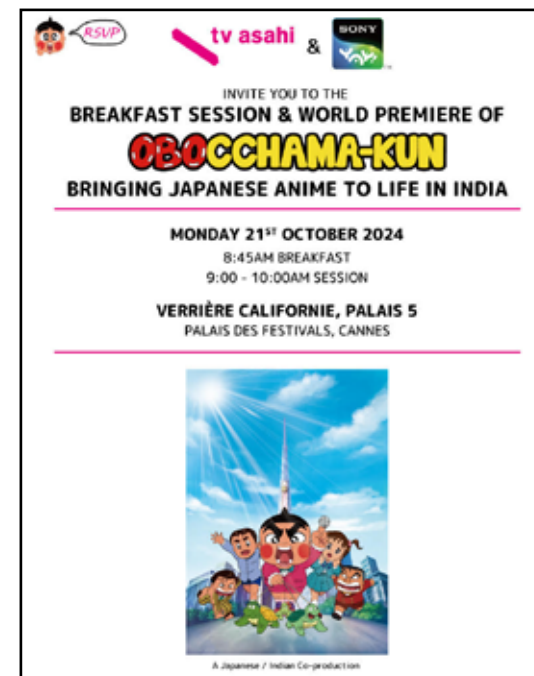 RSVP
tv asahi & SONY YAY!
INVITE YOU TO THE
BREAKFAST SESSION & WORLD PREMIERE OF
OBOCCHAMA-KUN
BRINGING JAPANESE ANIME TO LIFE IN INDIA
MONDAY 21ST OCTOBER 2024
8:45AM BREAKFAST
9:00 - 10:00AM SESSION
VERRIÈRE CALIFORNIE, PALAIS 5
PALAIS DES FESTIVALS, CANNES
A Japanese / Indian Co-production